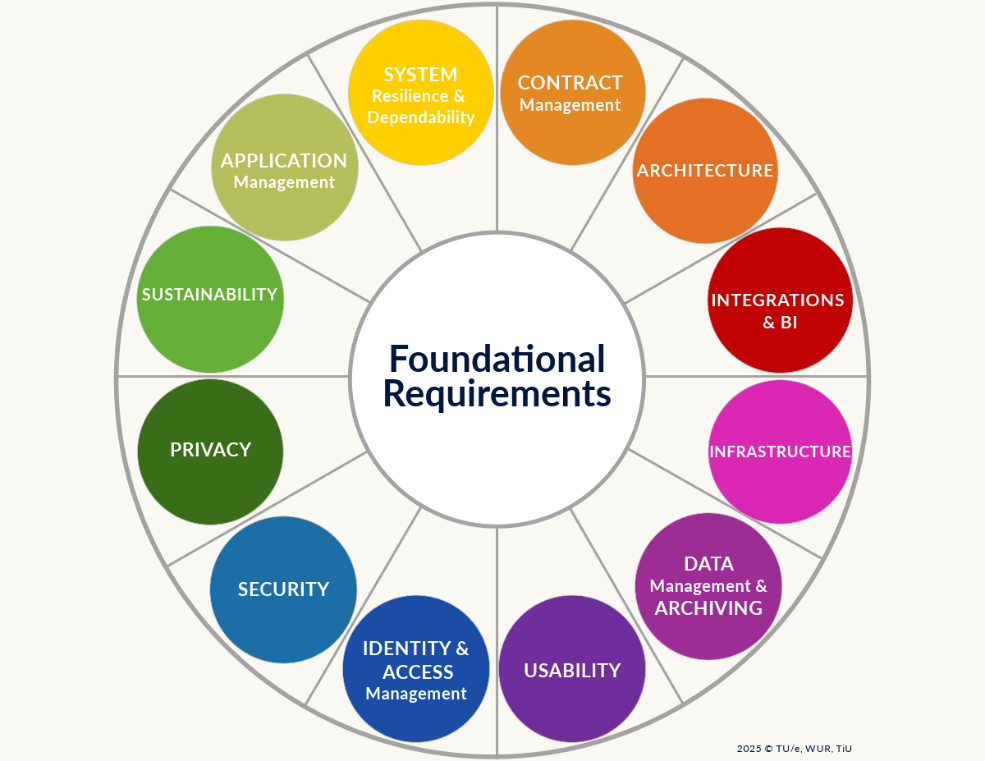 SYSTEM
Resilience &
Dependability
CONTRACT
Management
APPLICATION
Management
ARCHITECTURE
SUSTAINABILITY
INTEGRATIONS
& BI
Foundational
Requirements
PRIVACY
INFRASTRUCTURE
SECURITY
DATA
Management &
ARCHIVING
IDENTITY &
ACCESS
Management
USABILITY
2025 © TU/e, WUR, TiU